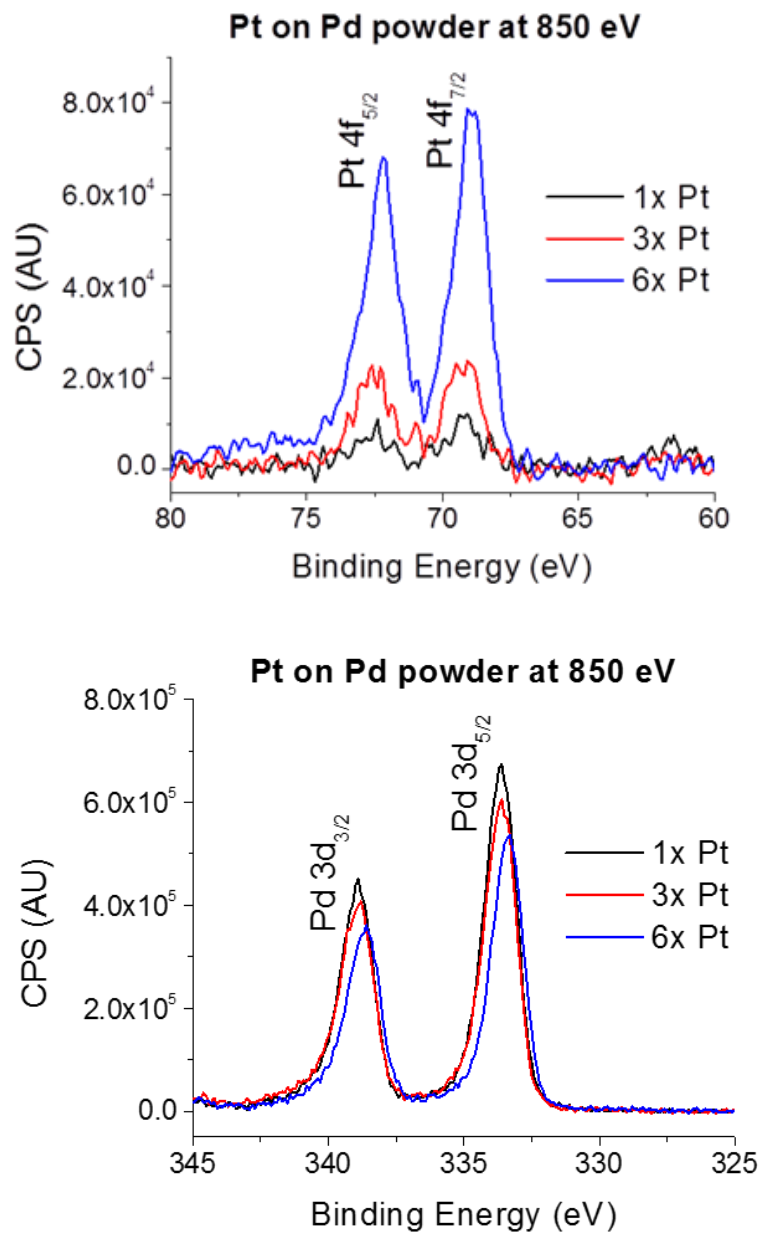 Pt on Pd powder at 850 eV
8.0x10⁴
6.0x10⁴
4.0x10⁴
2.0x10⁴
0.0
CPS (AU)
Pt 4f₅/₂
Pt 4f₇/₂
1x Pt
3x Pt
6x Pt
80 75 70 65 60
Binding Energy (eV)
Pt on Pd powder at 850 eV
8.0x10⁵
6.0x10⁵
4.0x10⁵
2.0x10⁵
0.0
CPS (AU)
Pd 3d₃/₂
Pd 3d₅/₂
1x Pt
3x Pt
6x Pt
345 340 335 330 325
Binding Energy (eV)